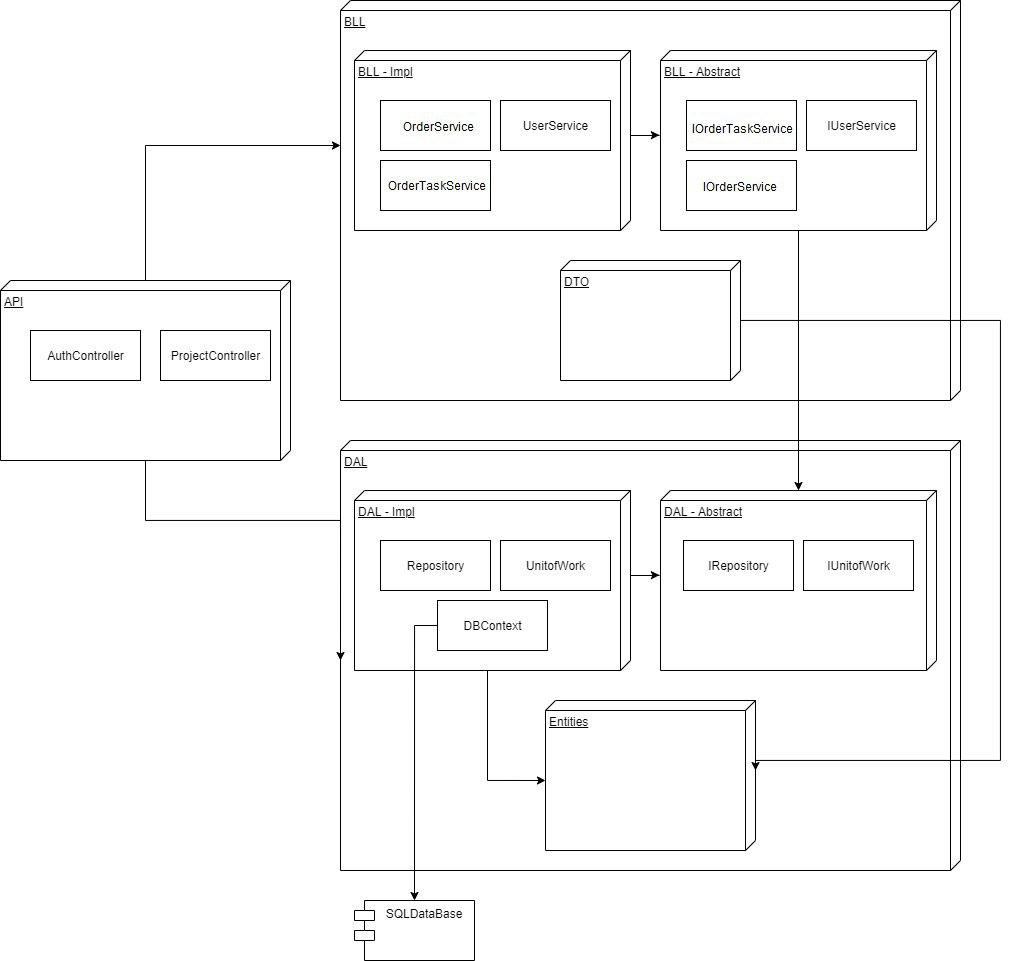 BLL
BLL - Impl
BLL - Abstract
OrderService
UserService
IOrderTaskService
IUserService
OrderTaskService
IOrderService
DTO
API
AuthController
ProjectController
DAL
DAL - Impl
DAL - Abstract
Repository
UnitofWork
IRepository
IUnitofWork
DBContext
Entities
SQLDataBase